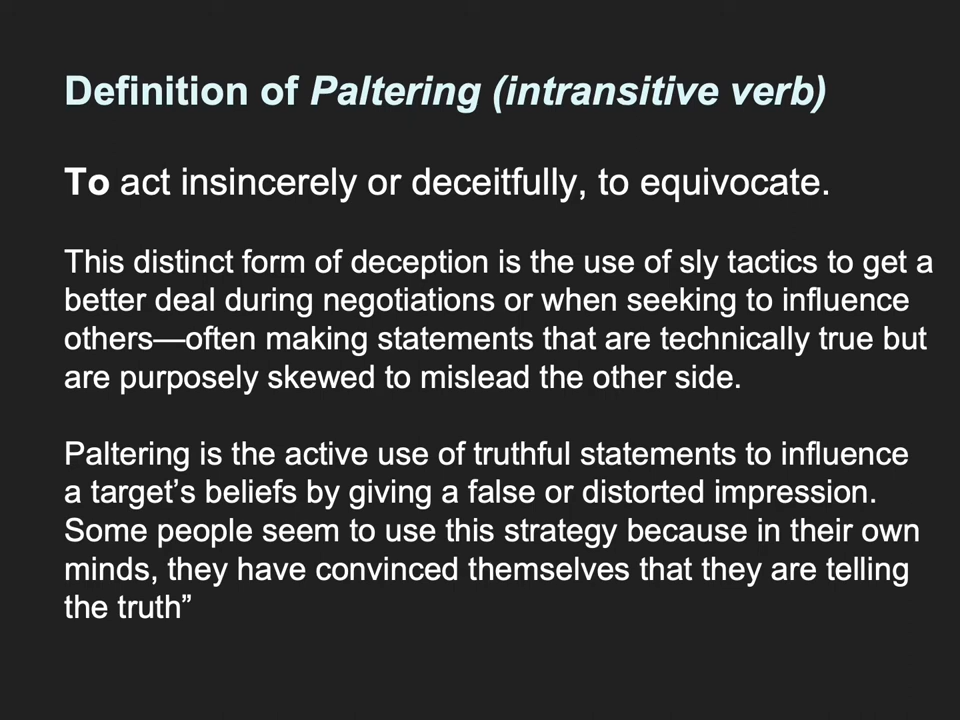 Definition of Paltering (intransitive verb)
To act insincerely or deceitfully, to equivocate.
This distinct form of deception is the use of sly tactics to get a
better deal during negotiations or when seeking to influence
others—often making statements that are technically true but
are purposely skewed to mislead the other side.
Paltering is the active use of truthful statements to influence
a target’s beliefs by giving a false or distorted impression.
Some people seem to use this strategy because in their own
minds, they have convinced themselves that they are telling
the truth”